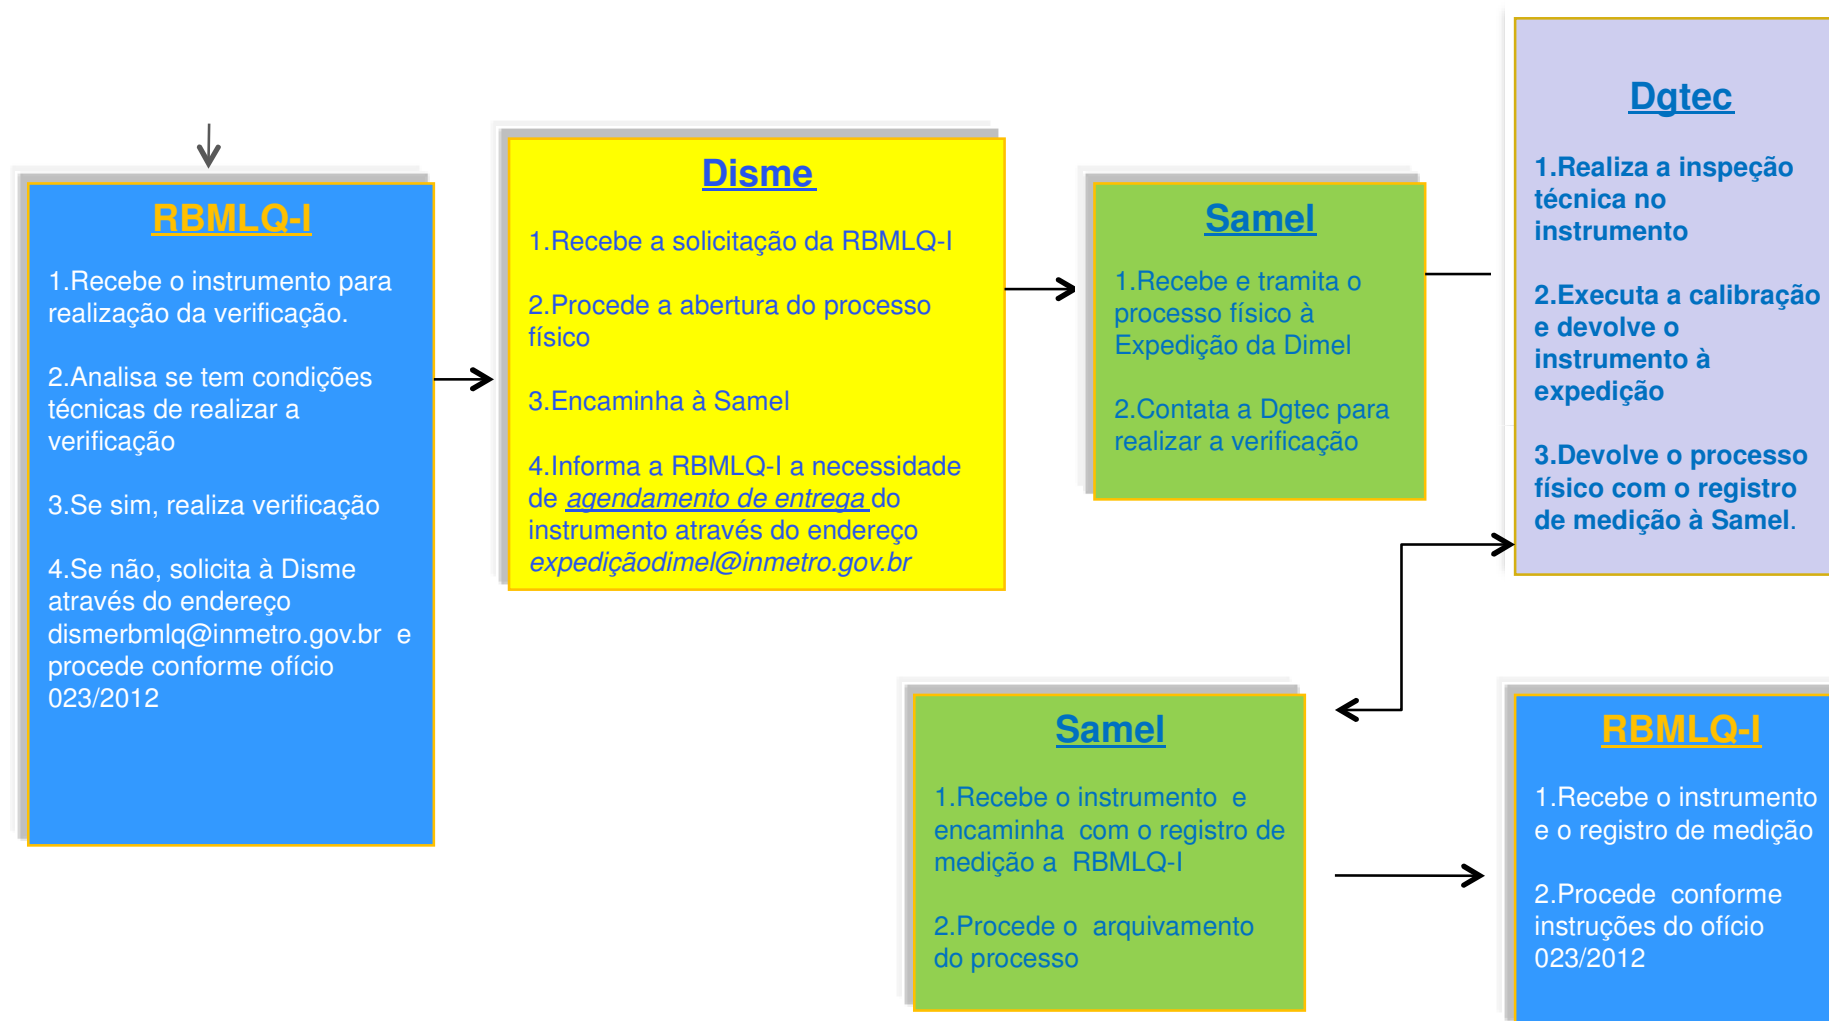 RBMLQ-I
1.Recebe o instrumento para
realização da verificação.
2.Analisa se tem condições
técnicas de realizar a
verificação
3.Se sim, realiza verificação
4.Se não, solicita à Disme
através do endereço
dismerbmlq@inmetro.gov.br e
procede conforme ofício
023/2012
Disme
1.Recebe a solicitação da RBMLQ-I
2.Procede a abertura do processo
físico
3.Encaminha à Samel
4.Informa a RBMLQ-I a necessidade
de agendamento de entrega do
instrumento através do endereço
expediçãodimel@inmetro.gov.br
Samel
1.Recebe e tramita o
processo físico à
Expedição da Dimel
2.Contata a Dgtec para
realizar a verificação
Dgtec
1.Realiza a inspeção
técnica no
instrumento
2.Executa a calibração
e devolve o
instrumento à
expedição
3.Devolve o processo
físico com o registro
de medição à Samel.
Samel
1.Recebe o instrumento e
encaminha com o registro de
medição a RBMLQ-I
2.Procede o arquivamento
do processo
RBMLQ-I
1.Recebe o instrumento
e o registro de medição
2.Procede conforme
instruções do ofício
023/2012